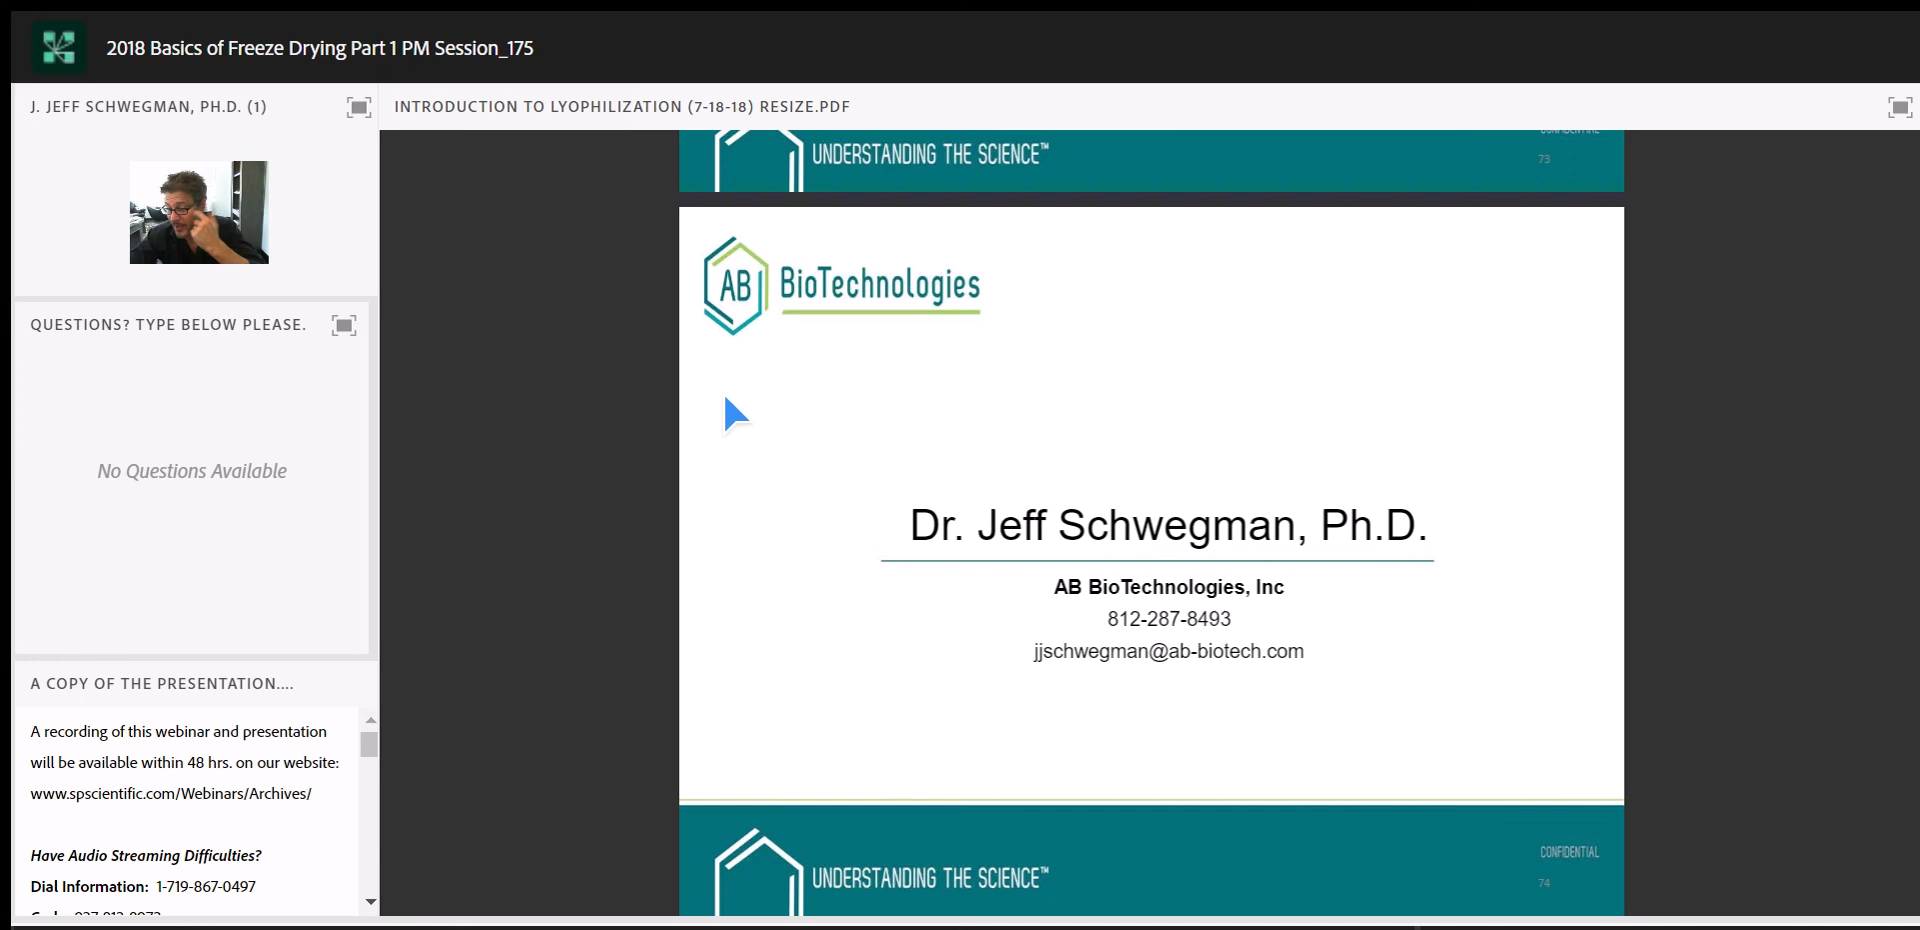 2018 Basics of Freeze Drying Part 1 PM Session_175
J. JEFF SCHWEGMAN, PH.D. (1)
INTRODUCTION TO LYOPHILIZATION (7-18-18) RESIZE.PDF
CONFIDENTIAL
UNDERSTANDING THE SCIENCE™
73
QUESTIONS? TYPE BELOW PLEASE.
No Questions Available
A COPY OF THE PRESENTATION....
A recording of this webinar and presentation
will be available within 48 hrs. on our website:
www.spscientific.com/Webinars/Archives/
Have Audio Streaming Difficulties?
Dial Information: 1-719-867-0497
AB BioTechnologies
Dr. Jeff Schwegman, Ph.D.
AB BioTechnologies, Inc
812-287-8493
jjschwegman@ab-biotech.com
UNDERSTANDING THE SCIENCE™
CONFIDENTIAL
74